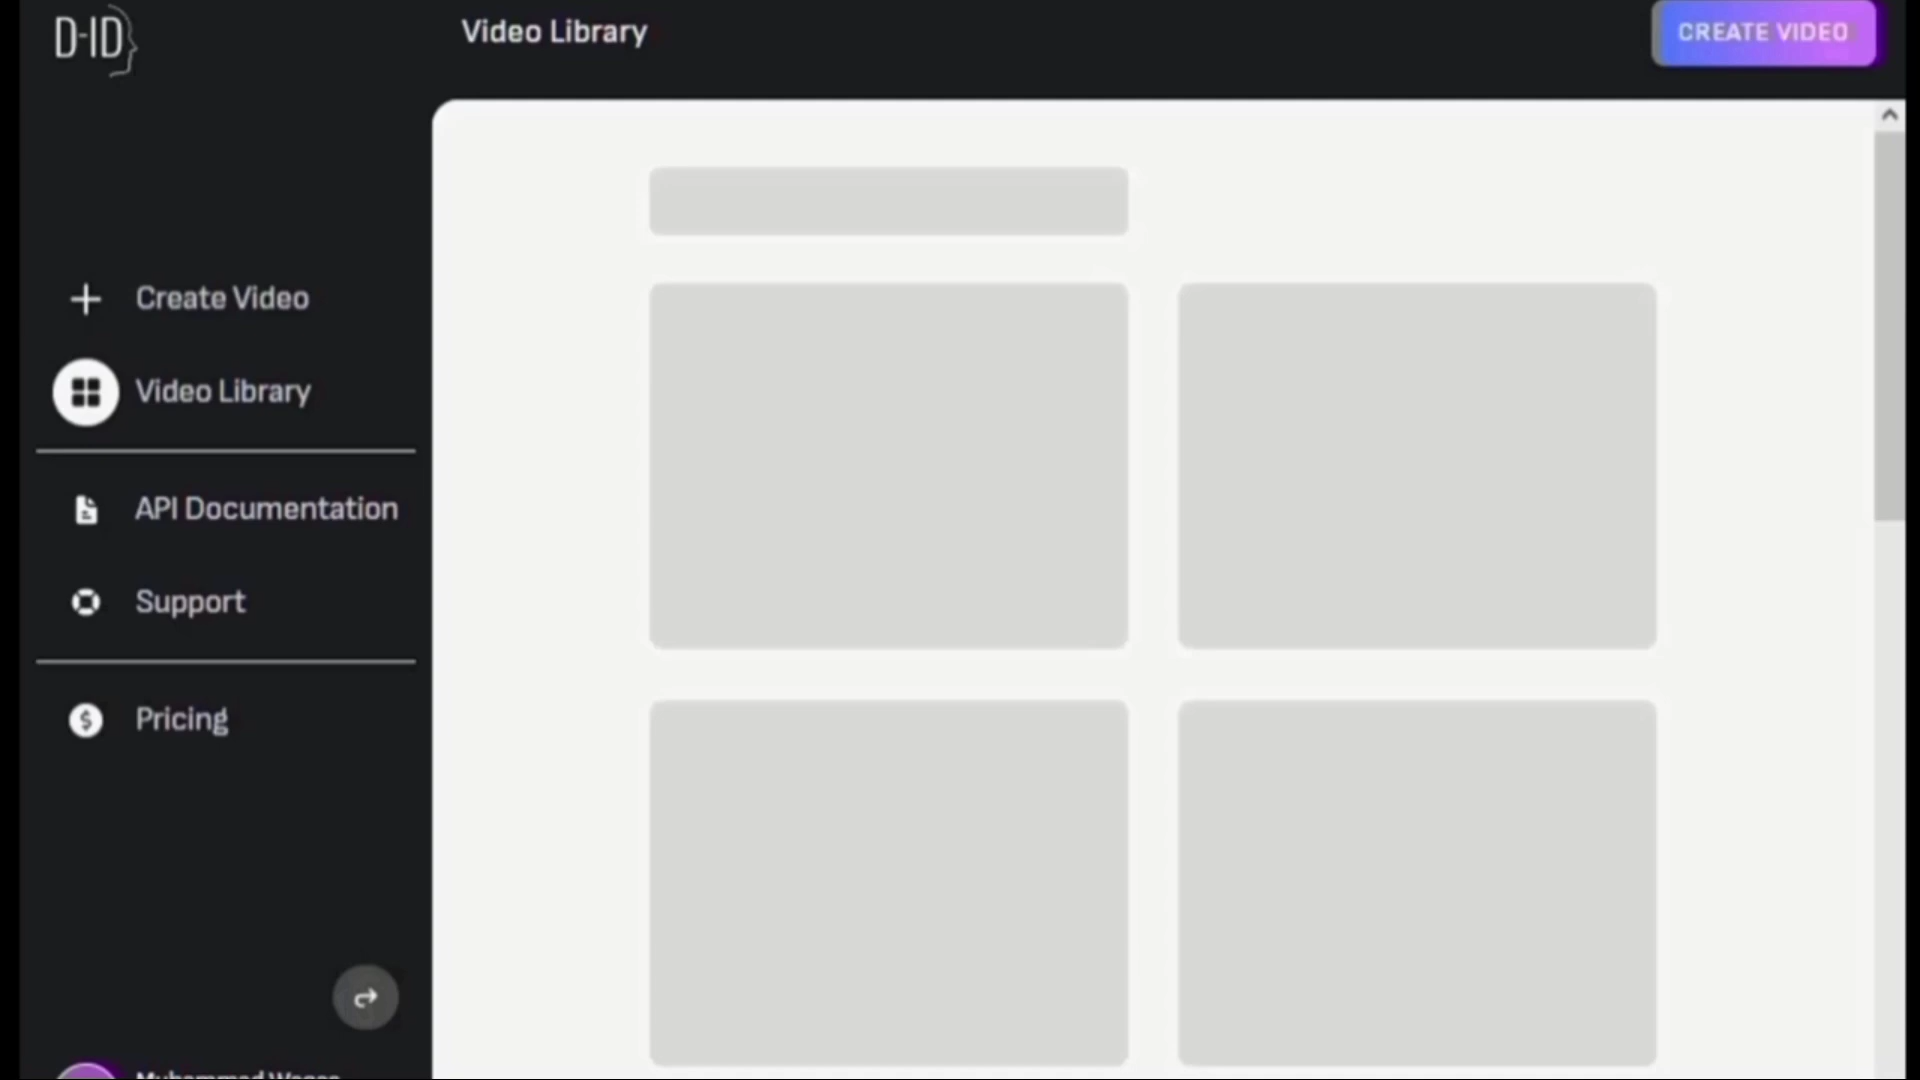 D-ID
Video Library
CREATE VIDEO
Create Video
Video Library
API Documentation
Support
Pricing